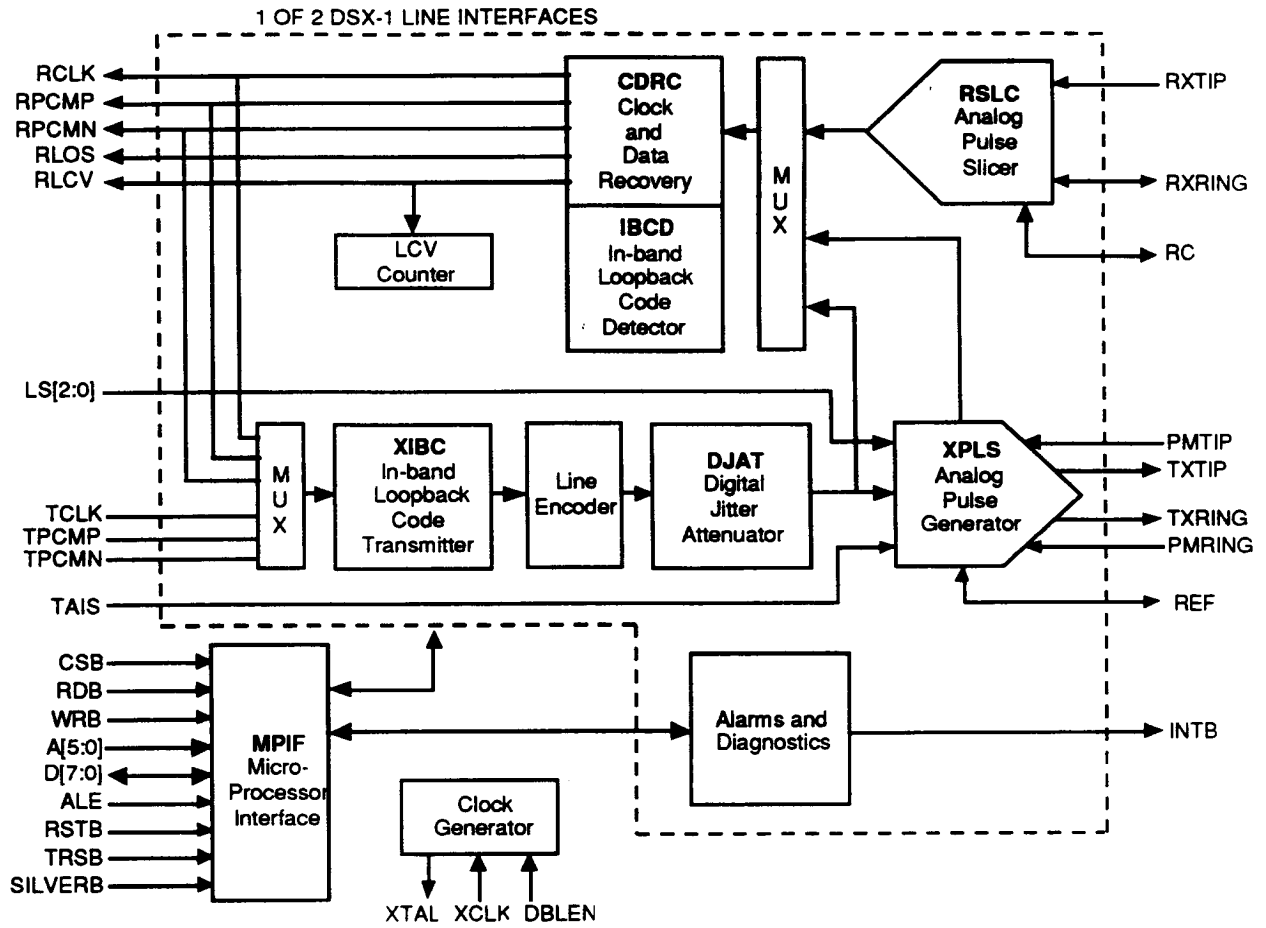 1 OF 2 DSX-1 LINE INTERFACES
RCLK
RPCMP
RPCMN
RLOS
RLCV
CDRC
Clock
and
Data
Recovery
IBCD
In-band
Loopback
Code
Detector
LCV
Counter
M
U
X
RSLC
Analog
Pulse
Slicer
RXTIP
RXRING
RC
LS[2:0]
TCLK
TPCMP
TPCMN
TAIS
M
U
X
XIBC
In-band
Loopback
Code
Transmitter
Line
Encoder
DJAT
Digital
Jitter
Attenuator
XPLS
Analog
Pulse
Generator
PMTIP
TXTIP
TXRING
PMRING
REF
CSB
RDB
WRB
A[5:0]
D[7:0]
ALE
RSTB
TRSB
SILVERB
MPIF
Micro-
Processor
Interface
Clock
Generator
XTAL XCLK DBLEN
Alarms and
Diagnostics
INTB